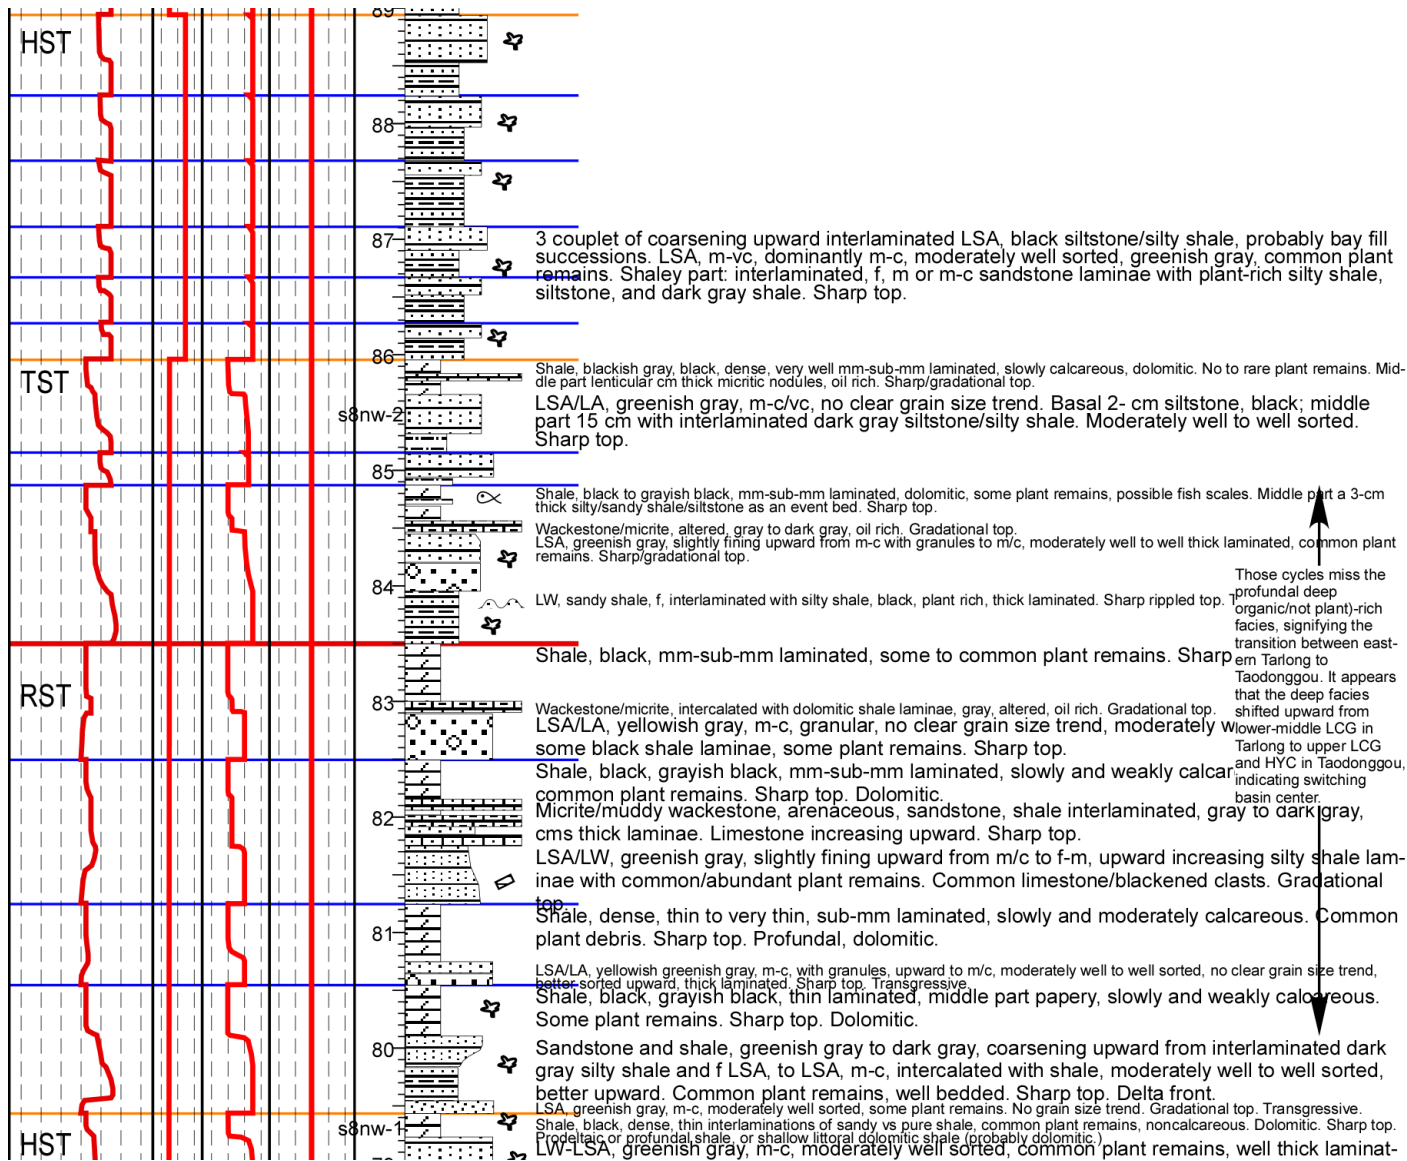 89
HST
88
87
3 couplet of coarsening upward interlaminated LSA, black siltstone/silty shale, probably bay fill
successions. LSA, m-vc, dominantly m-c, moderately well sorted, greenish gray, common plant
remains. Shaley part: interlaminated, f, m or m-c sandstone laminae with plant-rich silty shale,
siltstone, and dark gray shale. Sharp top.
86
TST
Shale, blackish gray, black, dense, very well mm-sub-mm laminated, slowly calcareous, dolomitic. No to rare plant remains. Mid-
dle part lenticular cm thick micritic nodules, oil rich. Sharp/gradational top.
s8nw-2
LSA/LA, greenish gray, m-c/vc, no clear grain size trend. Basal 2- cm siltstone, black; middle
part 15 cm with interlaminated dark gray siltstone/silty shale. Moderately well to well sorted.
Sharp top.
85
Shale, black to grayish black, mm-sub-mm laminated, dolomitic, some plant remains, possible fish scales. Middle part a 3-cm
thick silty/sandy shale/siltstone as an event bed. Sharp top.
Wackestone/micrite, altered, gray to dark gray, oil rich. Gradational top.
LSA, greenish gray, slightly fining upward from m-c with granules to m/c, moderately well to well thick laminated, common plant
remains. Sharp/gradational top.
84
LW, sandy shale, f, interlaminated with silty shale, black, plant rich, thick laminated. Sharp rippled top.
Those cycles miss the
profundal deep
organic/not plant)-rich
facies, signifying the
transition between east-
ern Tarlong to
Taodonggou. It appears
that the deep facies
shifted upward from
lower-middle LCG in
Tarlong to upper LCG
and HYC in Taodonggou,
indicating switching
basin center.
Shale, black, mm-sub-mm laminated, some to common plant remains. Sharp
RST
83
Wackestone/micrite, intercalated with dolomitic shale laminae, gray, altered, oil rich. Gradational top.
LSA/LA, yellowish gray, m-c, granular, no clear grain size trend, moderately w
some black shale laminae, some plant remains. Sharp top.
Shale, black, grayish black, mm-sub-mm laminated, slowly and weakly calcar
common plant remains. Sharp top. Dolomitic.
82
Micrite/muddy wackestone, arenaceous, sandstone, shale interlaminated, gray to dark gray,
cms thick laminae. Limestone increasing upward. Sharp top.
LSA/LW, greenish gray, slightly fining upward from m/c to f-m, upward increasing silty shale lam-
inae with common/abundant plant remains. Common limestone/blackened clasts. Gradational
top.
81
Shale, dense, thin to very thin, sub-mm laminated, slowly and moderately calcareous. Common
plant debris. Sharp top. Profundal, dolomitic.
LSA/LA, yellowish greenish gray, m-c, with granules, upward to m/c, moderately well to well sorted, no clear grain size trend,
better sorted upward, thick laminated. Sharp top. Transgressive.
Shale, black, grayish black, thin laminated, middle part papery, slowly and weakly calcareous.
Some plant remains. Sharp top. Dolomitic.
80
Sandstone and shale, greenish gray to dark gray, coarsening upward from interlaminated dark
gray silty shale and f LSA, to LSA, m-c, intercalated with shale, moderately well to well sorted,
better upward. Common plant remains, well bedded. Sharp top. Delta front.
LSA, greenish gray, m-c, moderately well sorted, some plant remains. No grain size trend. Gradational top. Transgressive.
s8nw-1
Shale, black, dense, thin interlaminations of sandy vs pure shale, common plant remains, noncalcareous. Dolomitic. Sharp top.
Prodeltaic or profundal shale, or shallow littoral dolomitic shale (probably dolomitic.)
HST
LW-LSA, greenish gray, m-c, moderately well sorted, common plant remains, well thick laminat-